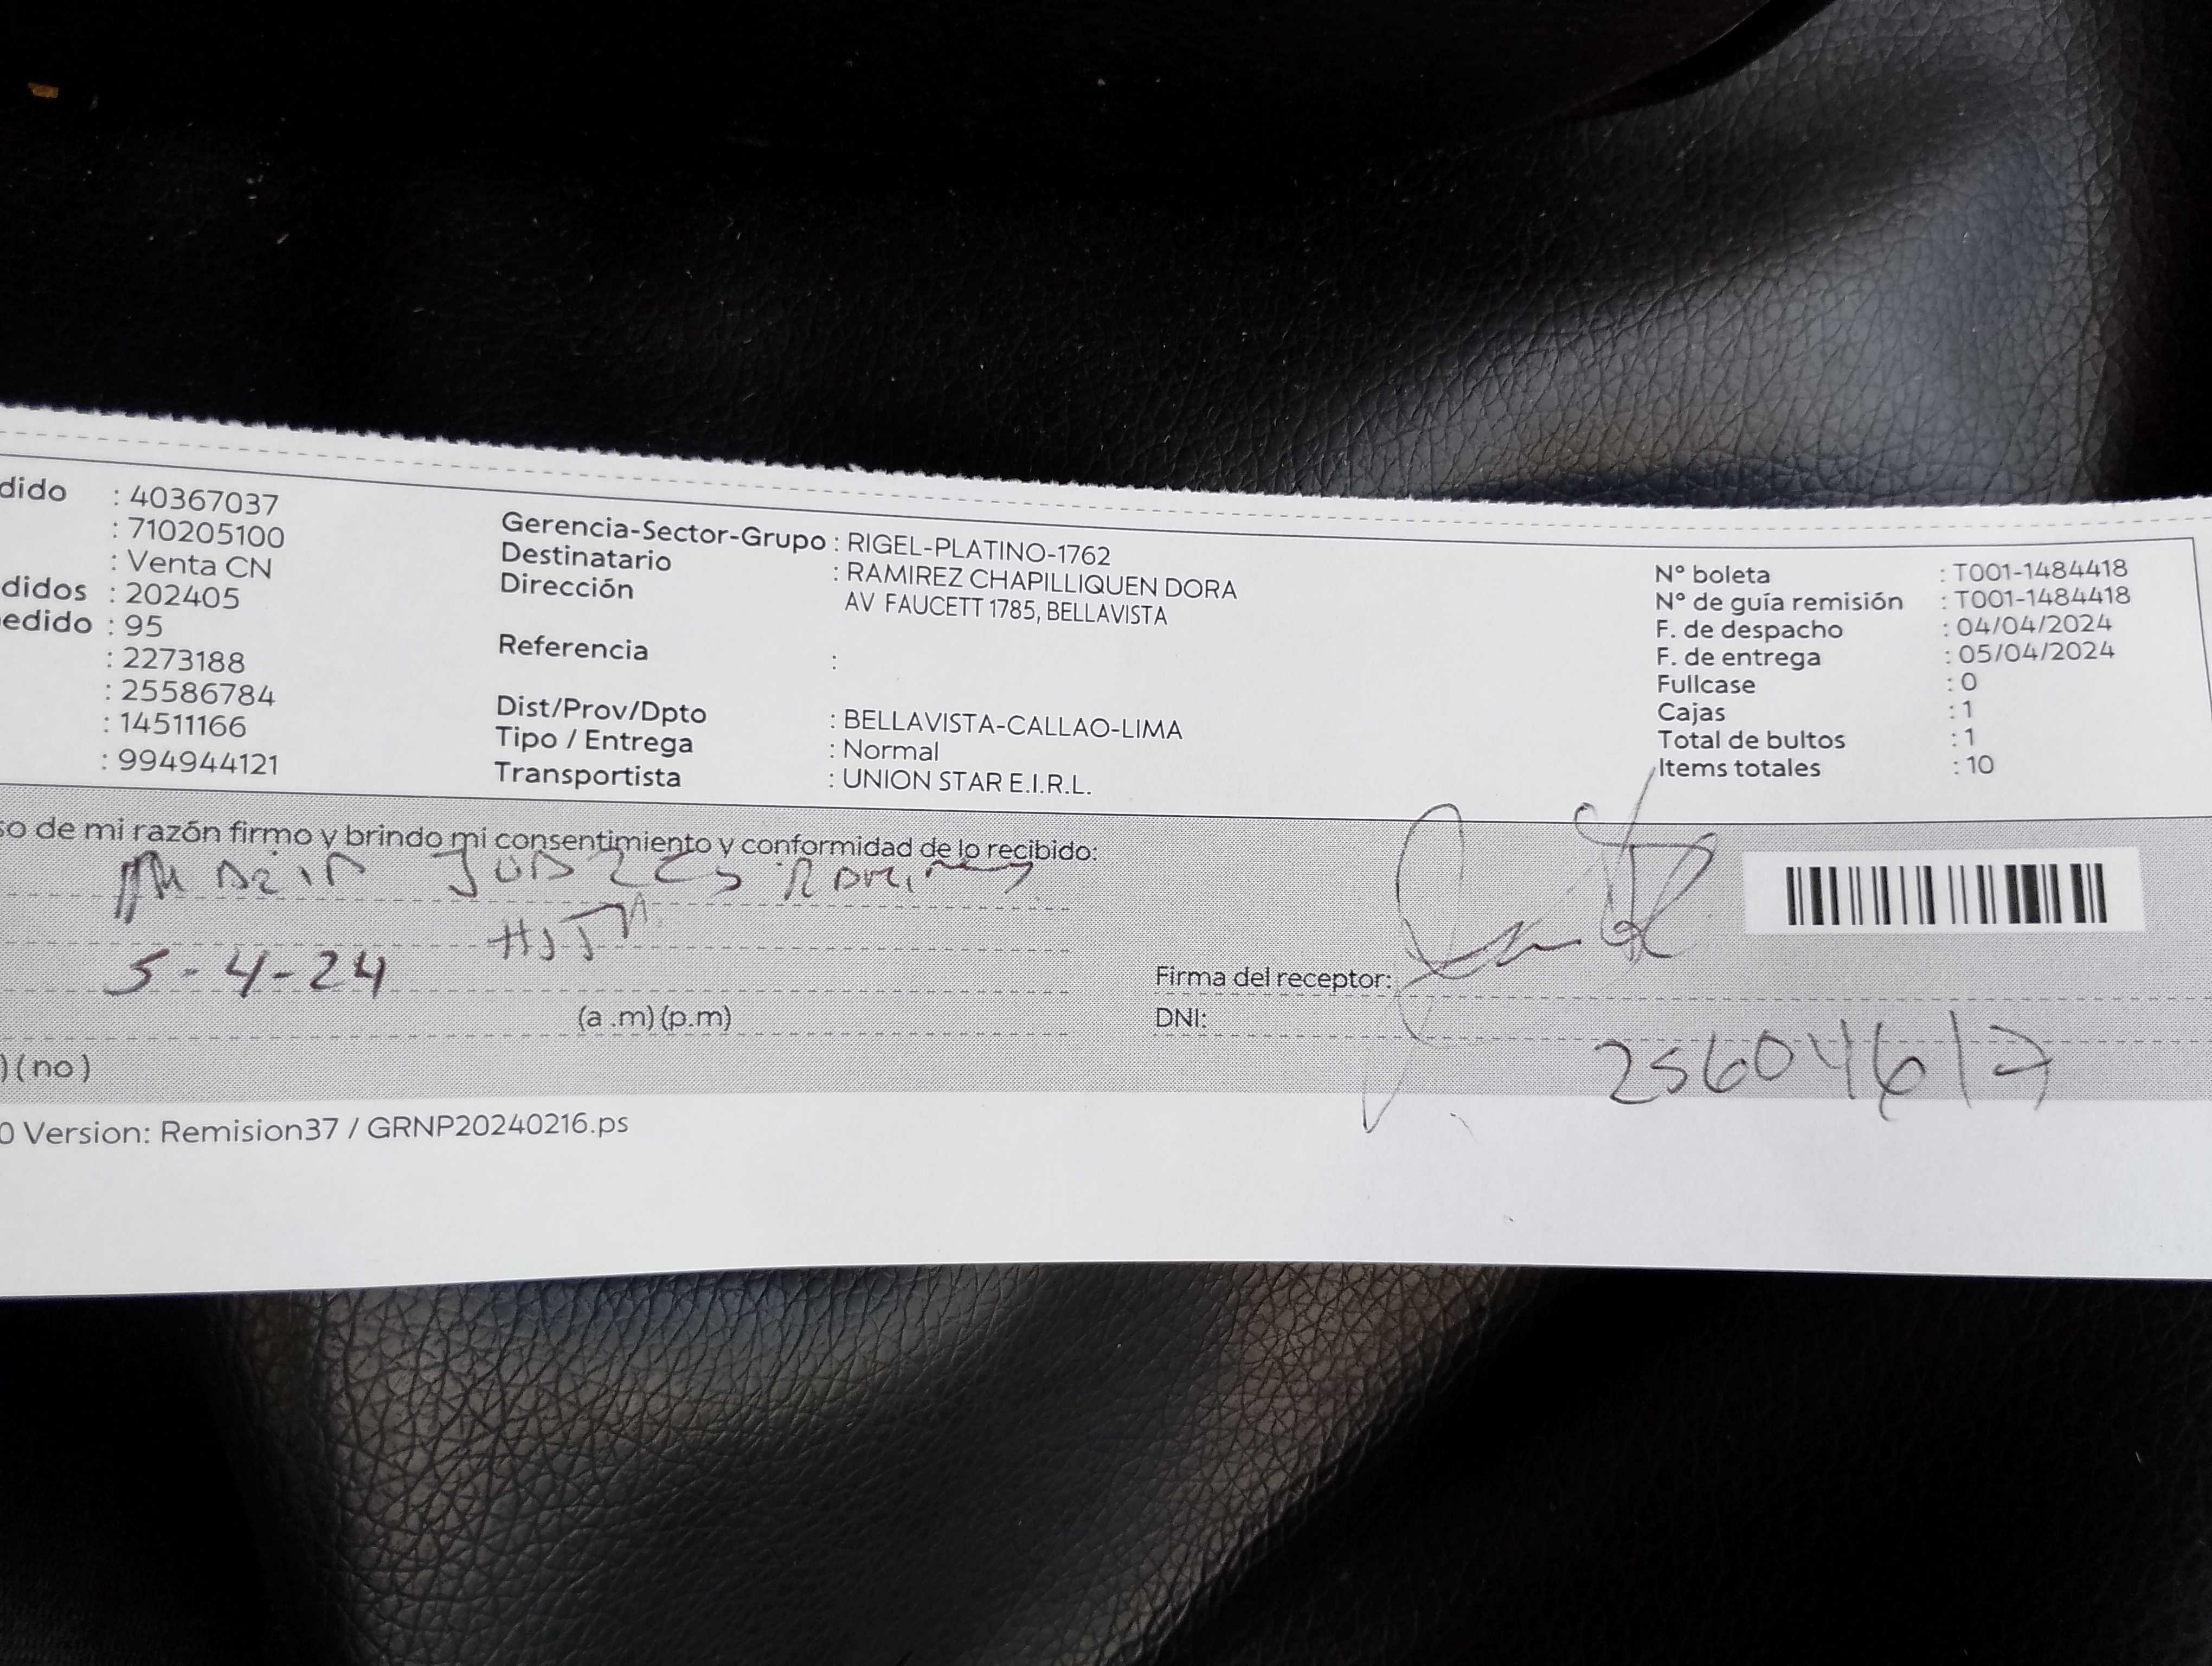 dido : 40367037
: 710205100
: Venta CN
didos : 202405
edido : 95
: 2273188
: 25586784
: 14511166
: 994944121
Gerencia-Sector-Grupo : RIGEL-PLATINO-1762
Destinatario : RAMIREZ CHAPILLIQUEN DORA
Dirección AV FAUCETT 1785, BELLAVISTA
Referencia :
Dist/Prov/Dpto : BELLAVISTA-CALLAO-LIMA
Tipo / Entrega : Normal
Transportista : UNION STAR E.I.R.L.
N° boleta : T001-1484418
N° de guía remisión : T001-1484418
F. de despacho : 04/04/2024
F. de entrega : 05/04/2024
Fullcase : 0
Cajas : 1
Total de bultos : 1
Items totales : 10
so de mi razón firmo y brindo mi consentimiento y conformidad de lo recibido:
5-4-24
Firma del receptor:
(a .m) (p.m)
DNI: 25604617
) ( no )
0 Version: Remision37 / GRNP20240216.ps